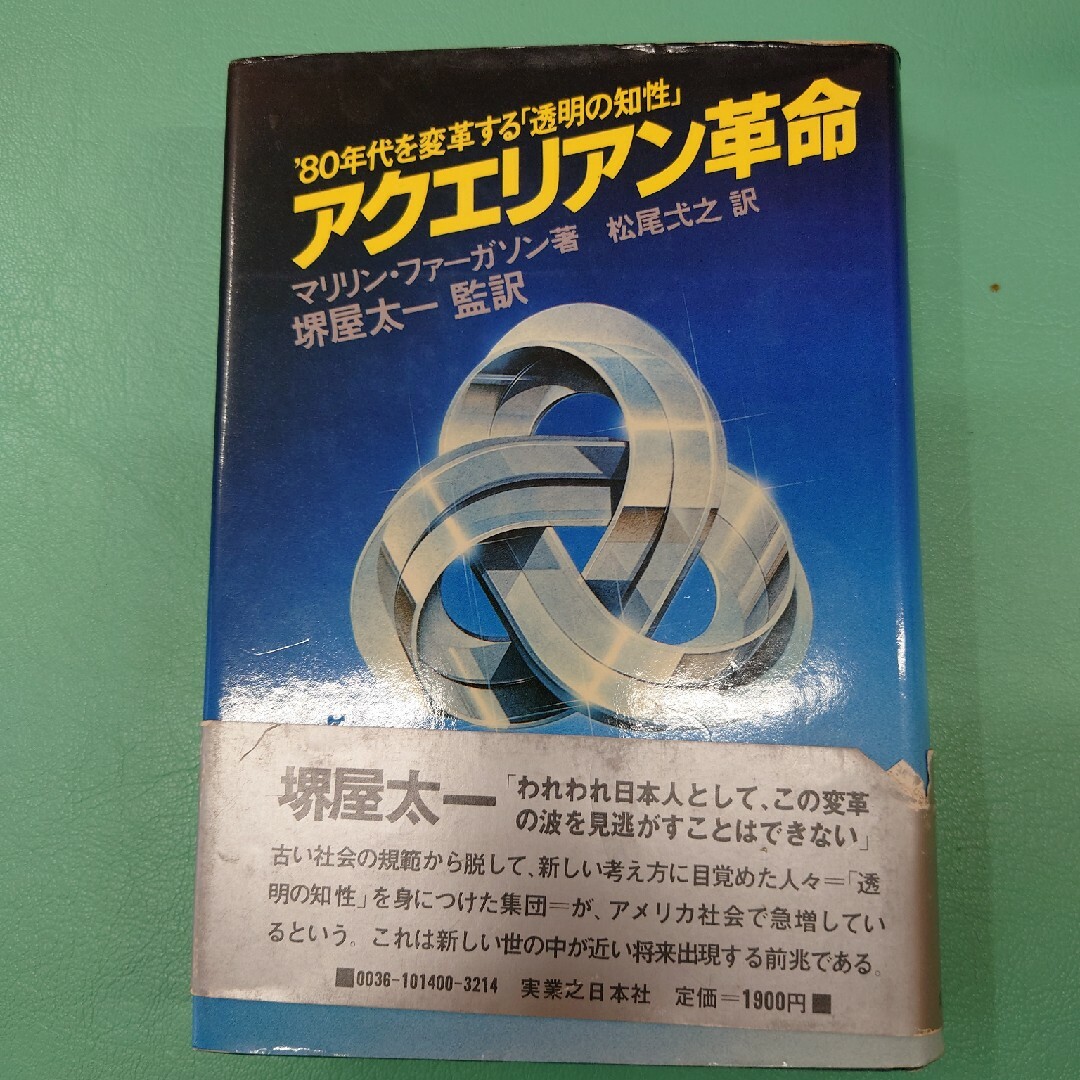 '80年代を変革する「透明の知性」
アクエリアン革命
マリリン・ファーガソン著 松尾弌之 訳
堺屋太一 監訳
堺屋太一
「われわれ日本人として、この変革
の波を見逃がすことはできない」
古い社会の規範から脱して、新しい考え方に目覚めた人々=「透
明の知性」を身につけた集団=が、アメリカ社会で急増してい
るという。これは新しい世の中が近い将来出現する前兆である。
■0036-101400-3214 実業之日本社 定価=1900円■